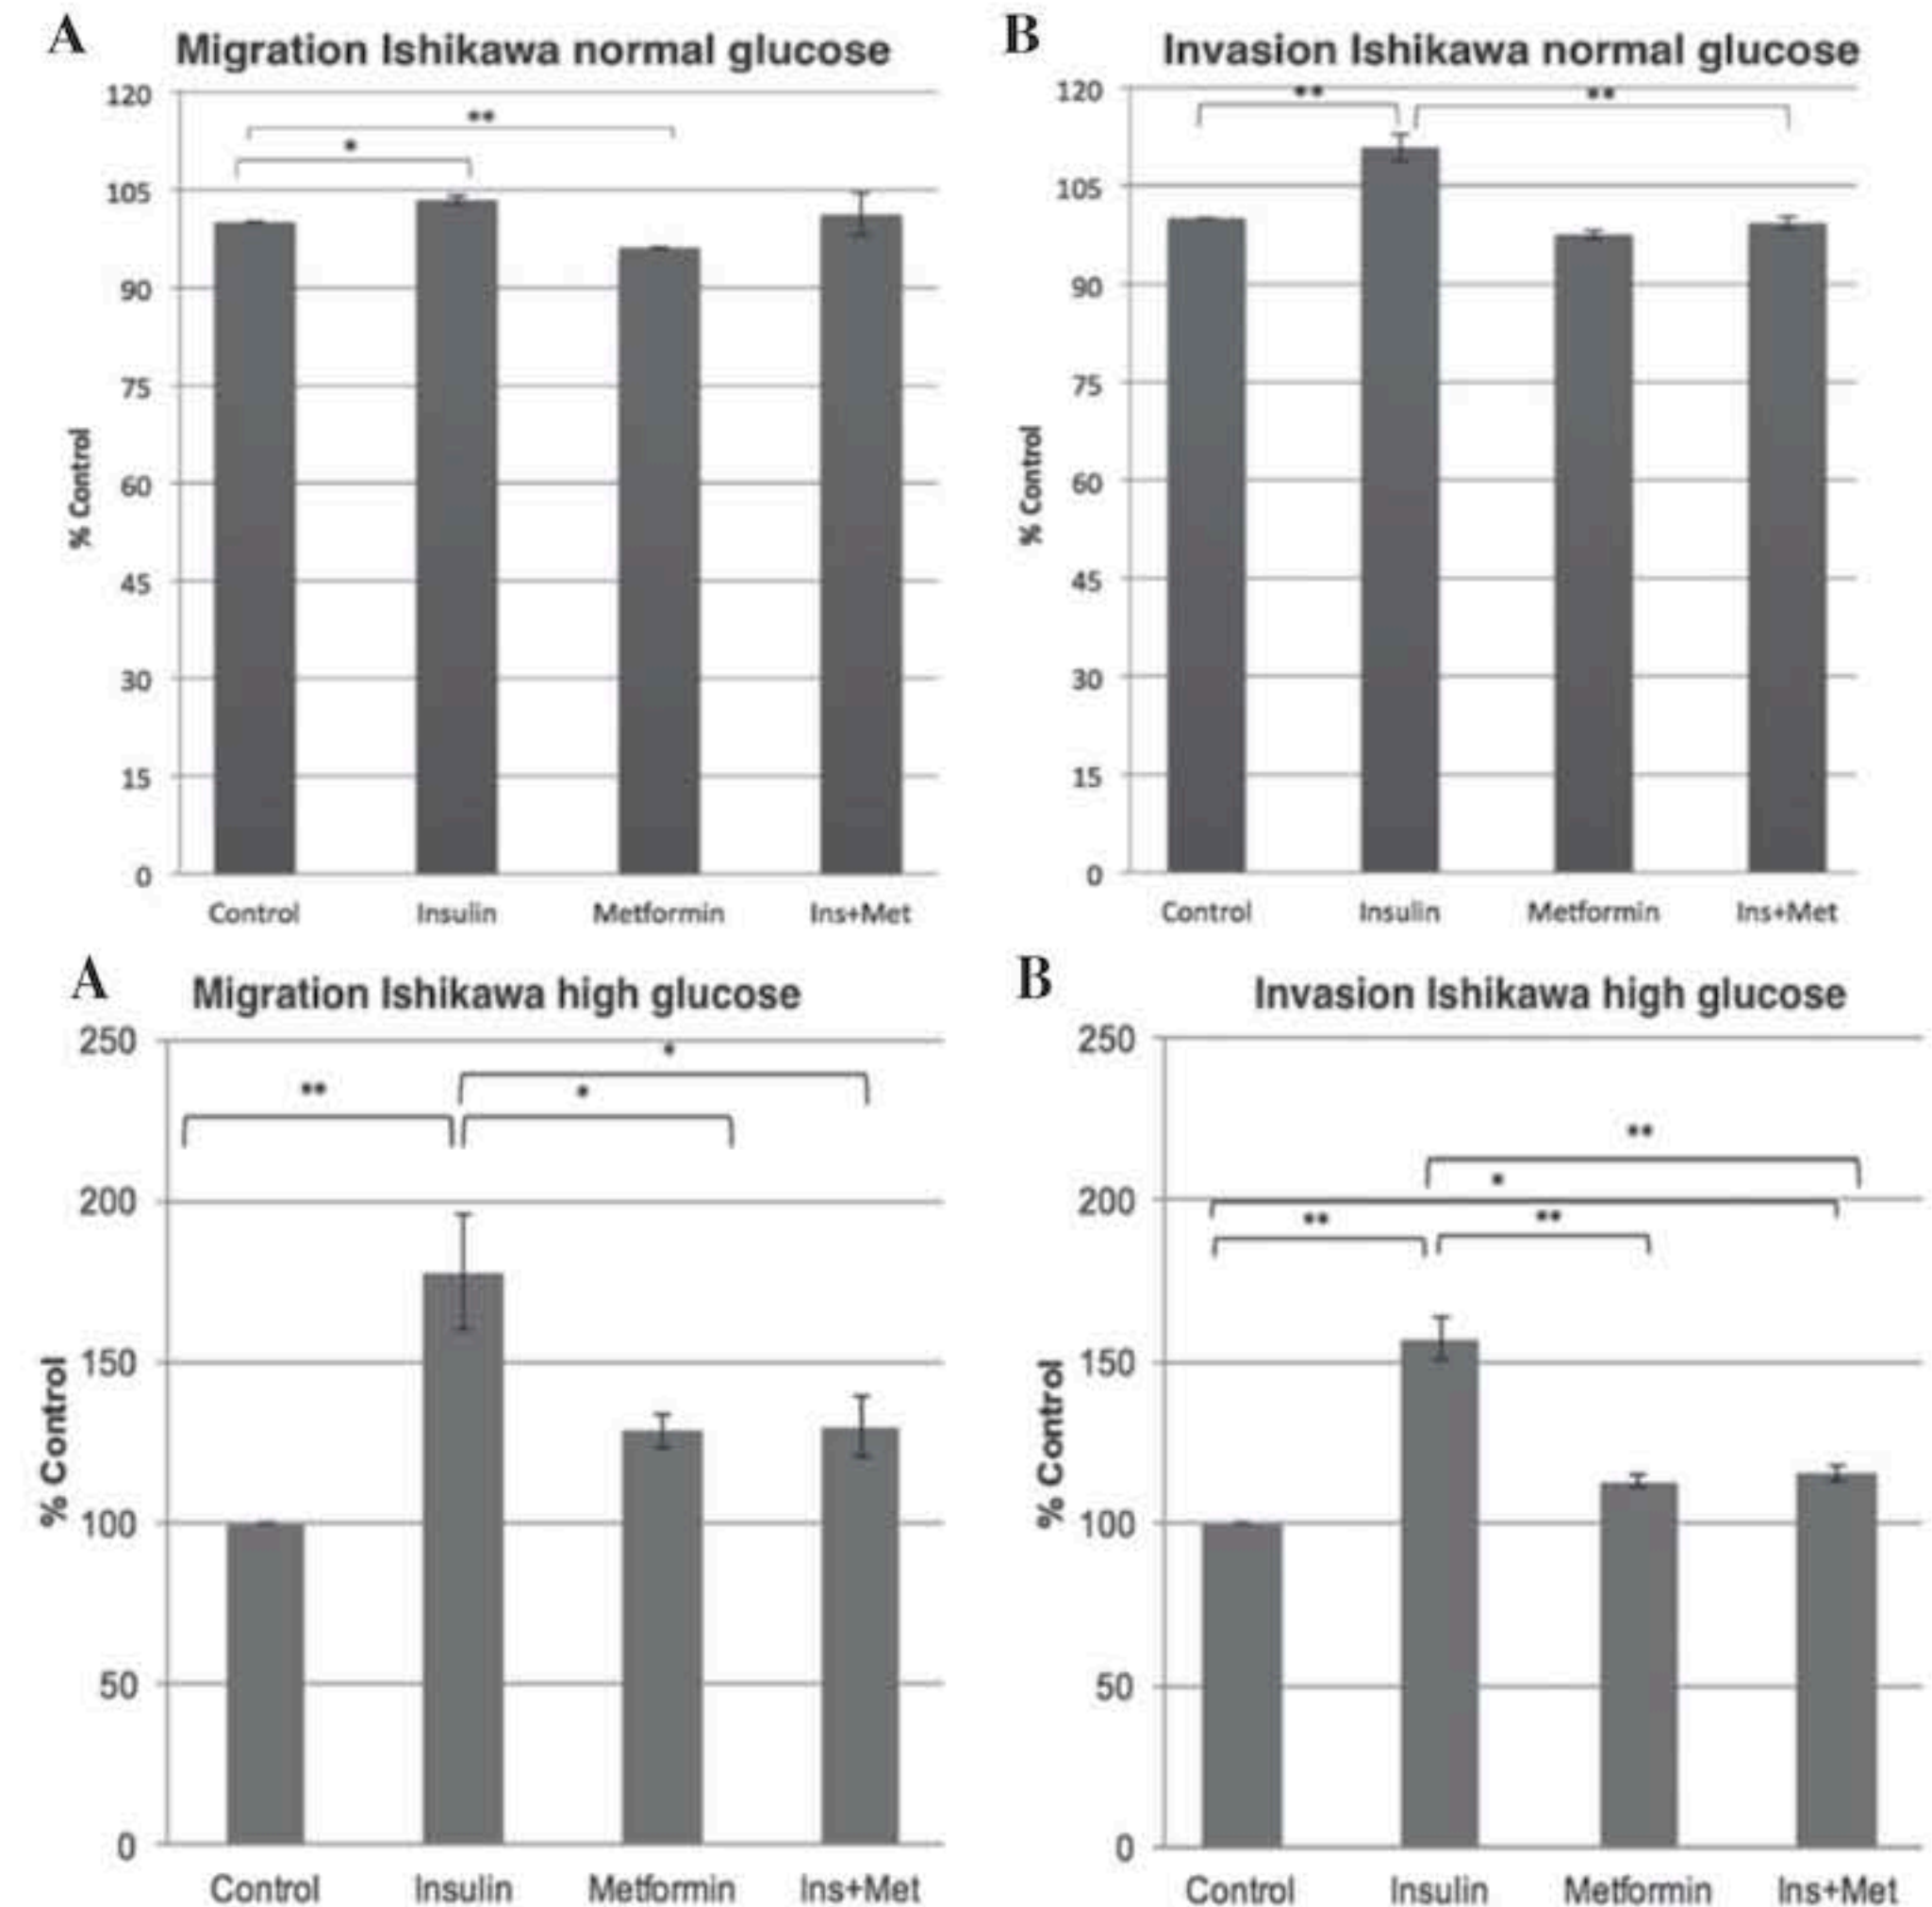 A
Migration Ishikawa normal glucose
120
105
90
75
60
45
30
15
0
% Control
**
*
Control Insulin Metformin Ins+Met
B
Invasion Ishikawa normal glucose
120
105
90
75
60
45
30
15
0
% Control
** **
Control Insulin Metformin Ins+Met
A
Migration Ishikawa high glucose
250
200
150
100
50
0
% Control
*
** *
Control Insulin Metformin Ins+Met
B
Invasion Ishikawa high glucose
250
200
150
100
50
0
% Control
**
*
** **
Control Insulin Metformin Ins+Met